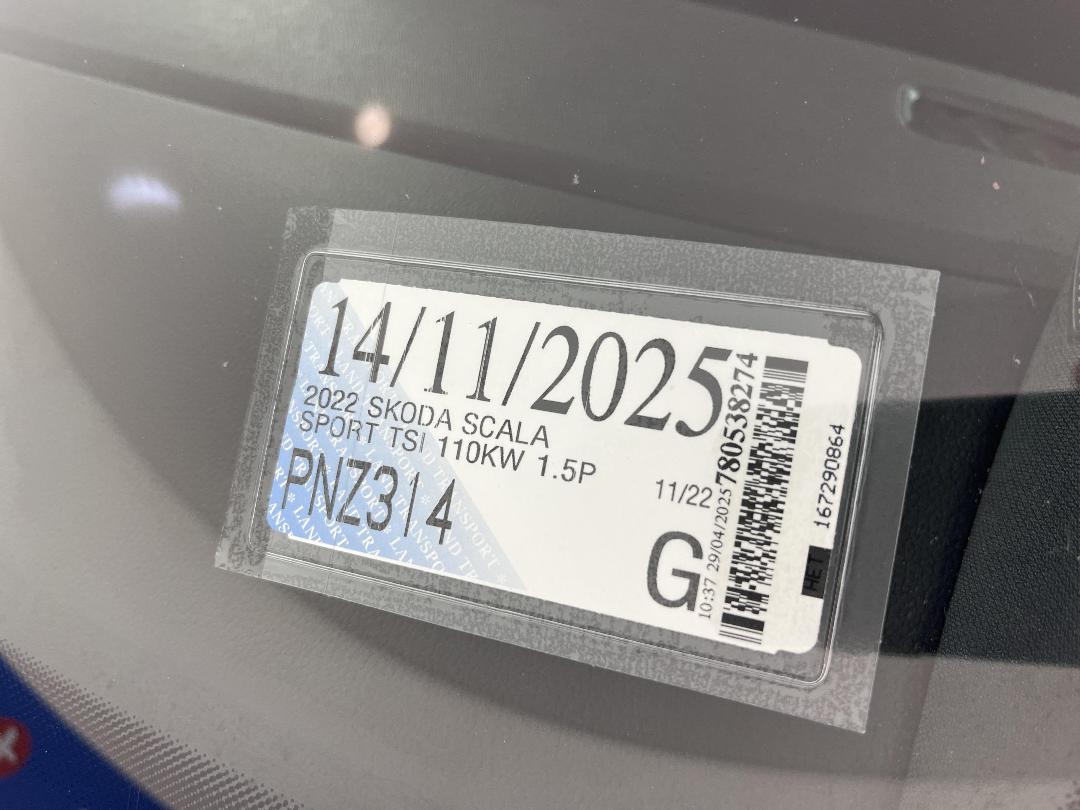 14/11/2025
2022 SKODA SCALA
SPORT TSI 110KW 1.5P
PNZ314
11/22
G
10:37 29/04/2025
780538274
167290864
HET